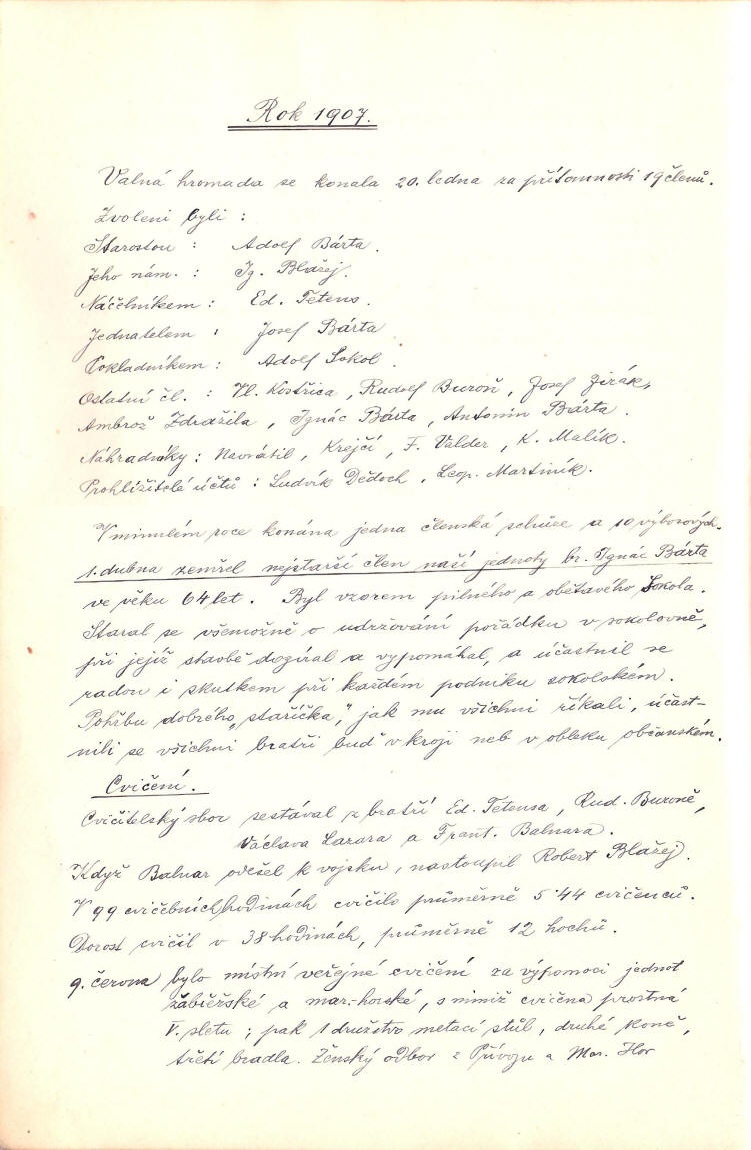 Rok 1907.
Valná hromada se konala 20. ledna za přítomnosti 19 členů.
Zvoleni byli :
Starostou : Adolf Bárta.
Jeho nám. : Ig. Blažej.
Náčelníkem : Ed. Tetens.
Jednatelem : Josef Bárta
Pokladníkem : Adolf Sokol.
Ostatní čl. : Vl. Kostřica, Rudolf Buroň, Josef Jirák,
Ambrož Zdražila, Ignác Bárta, Antonín Bárta.
Náhradníky : Navrátil, Krejčí, F. Valder, K. Malík.
Prohlížitelé účtů : Ludvík Dědoch, Leop. Martiník.
V minulém roce konána jedna členská schůze a 10 výborových.
1. dubna zemřel nejstarší člen naší jednoty br. Ignác Bárta
ve věku 64 let. Byl vzorem pilného a obětavého Sokola.
Staral se všemožně o udržování pořádku v sokolovně,
při jejíž stavbě dozíral a vypomáhal, a účastnil se
radou i skutkem při každém podniku sokolském.
Pohřbu dobrého „staříčka", jak mu všichni říkali, účast-
nili se všichni bratři buď v kroji neb v obleku občanském.
Cvičení.
Cvičitelský sbor sestával z bratří Ed. Tetensa, Rud. Buroně,
Václava Lazara a Frant. Balnara.
Když Balnar odešel k vojsku, nastoupil Robert Blažej.
V 99 cvičebních hodinách cvičilo průměrně 5·44 cvičenců.
Dorost cvičil v 38 hodinách, průměrně 12 hochů.
9. června bylo místní veřejné cvičení za výpomoci jednot
zábřežské a mar.-horské, s nimiž cvičena prostná
V. sletu ; pak 1 družstvo metací stůl, druhé koně,
třetí bradla. Ženský odbor z Přívozu a Mar. Hor